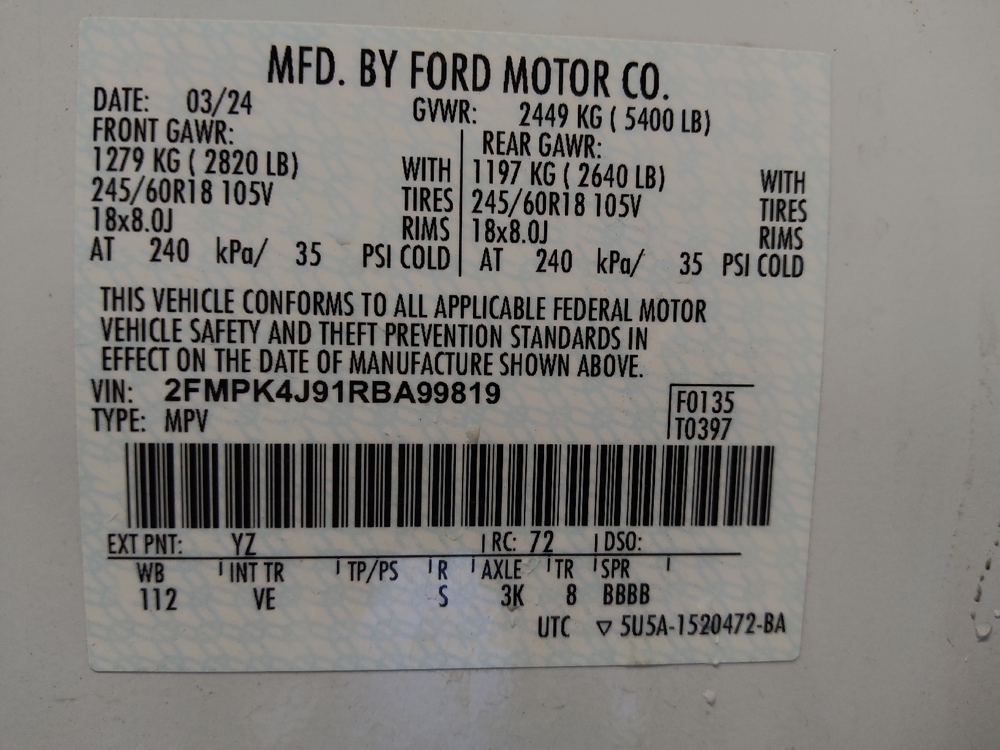 MFD. BY FORD MOTOR CO.
DATE: 03/24 GVWR: 2449 KG ( 5400 LB)
FRONT GAWR: REAR GAWR:
1279 KG ( 2820 LB) WITH 1197 KG ( 2640 LB) WITH
245/60R18 105V TIRES 245/60R18 105V TIRES
18x8.0J RIMS 18x8.0J RIMS
AT 240 kPa/ 35 PSI COLD AT 240 kPa/ 35 PSI COLD
THIS VEHICLE CONFORMS TO ALL APPLICABLE FEDERAL MOTOR
VEHICLE SAFETY AND THEFT PREVENTION STANDARDS IN
EFFECT ON THE DATE OF MANUFACTURE SHOWN ABOVE.
VIN: 2FMPK4J91RBA99819 F0135
TYPE: MPV T0397
EXT PNT: YZ RC: 72 DSO:
WB INT TR TP/PS R AXLE TR SPR
112 VE S 3K 8 BBBB
UTC ▽ 5U5A-1520472-BA